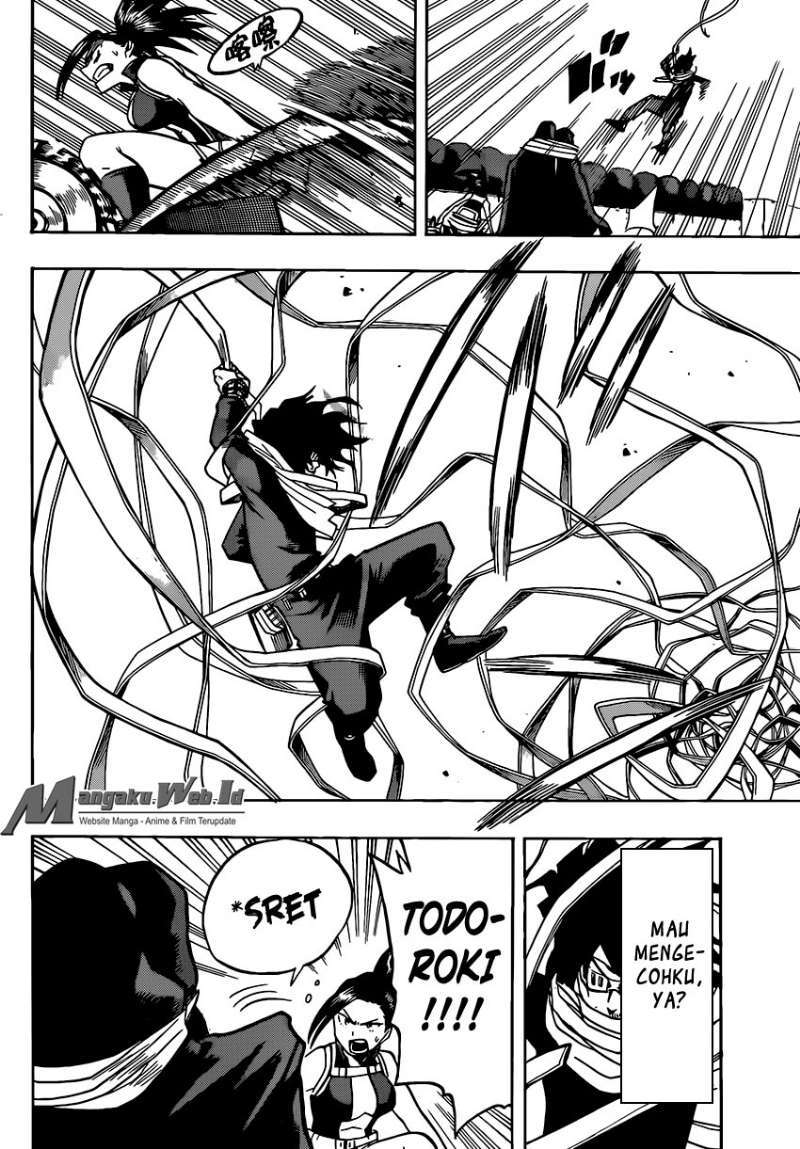 喀嚓
Mangaku.Web.Id
Website Manga - Anime & Film Terupdate
MAU
MENGE-
COHKU,
YA?
TODO-
ROKI
!!!!
*SRET